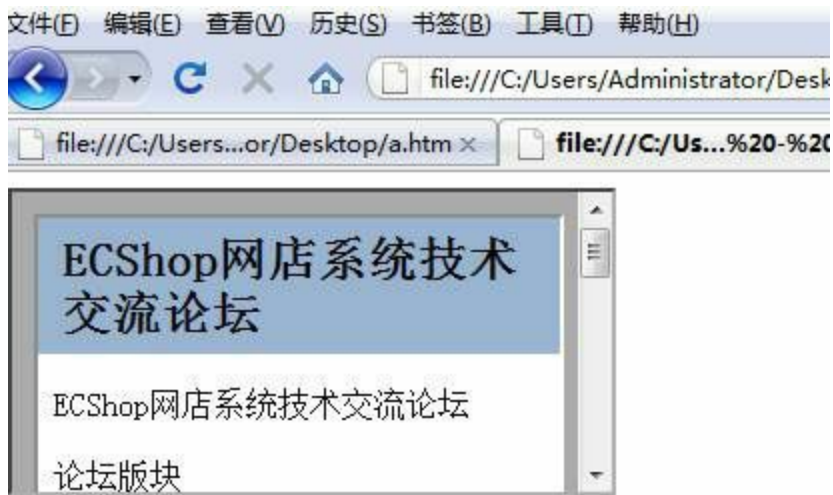 文件(F) 编辑(E) 查看(V) 历史(S) 书签(B) 工具(T) 帮助(H)
file:///C:/Users/Administrator/Desk
file:///C:/Users...or/Desktop/a.htm
file:///C:/Us...%20-%20
ECShop网店系统技术
交流论坛
ECShop网店系统技术交流论坛
论坛版块